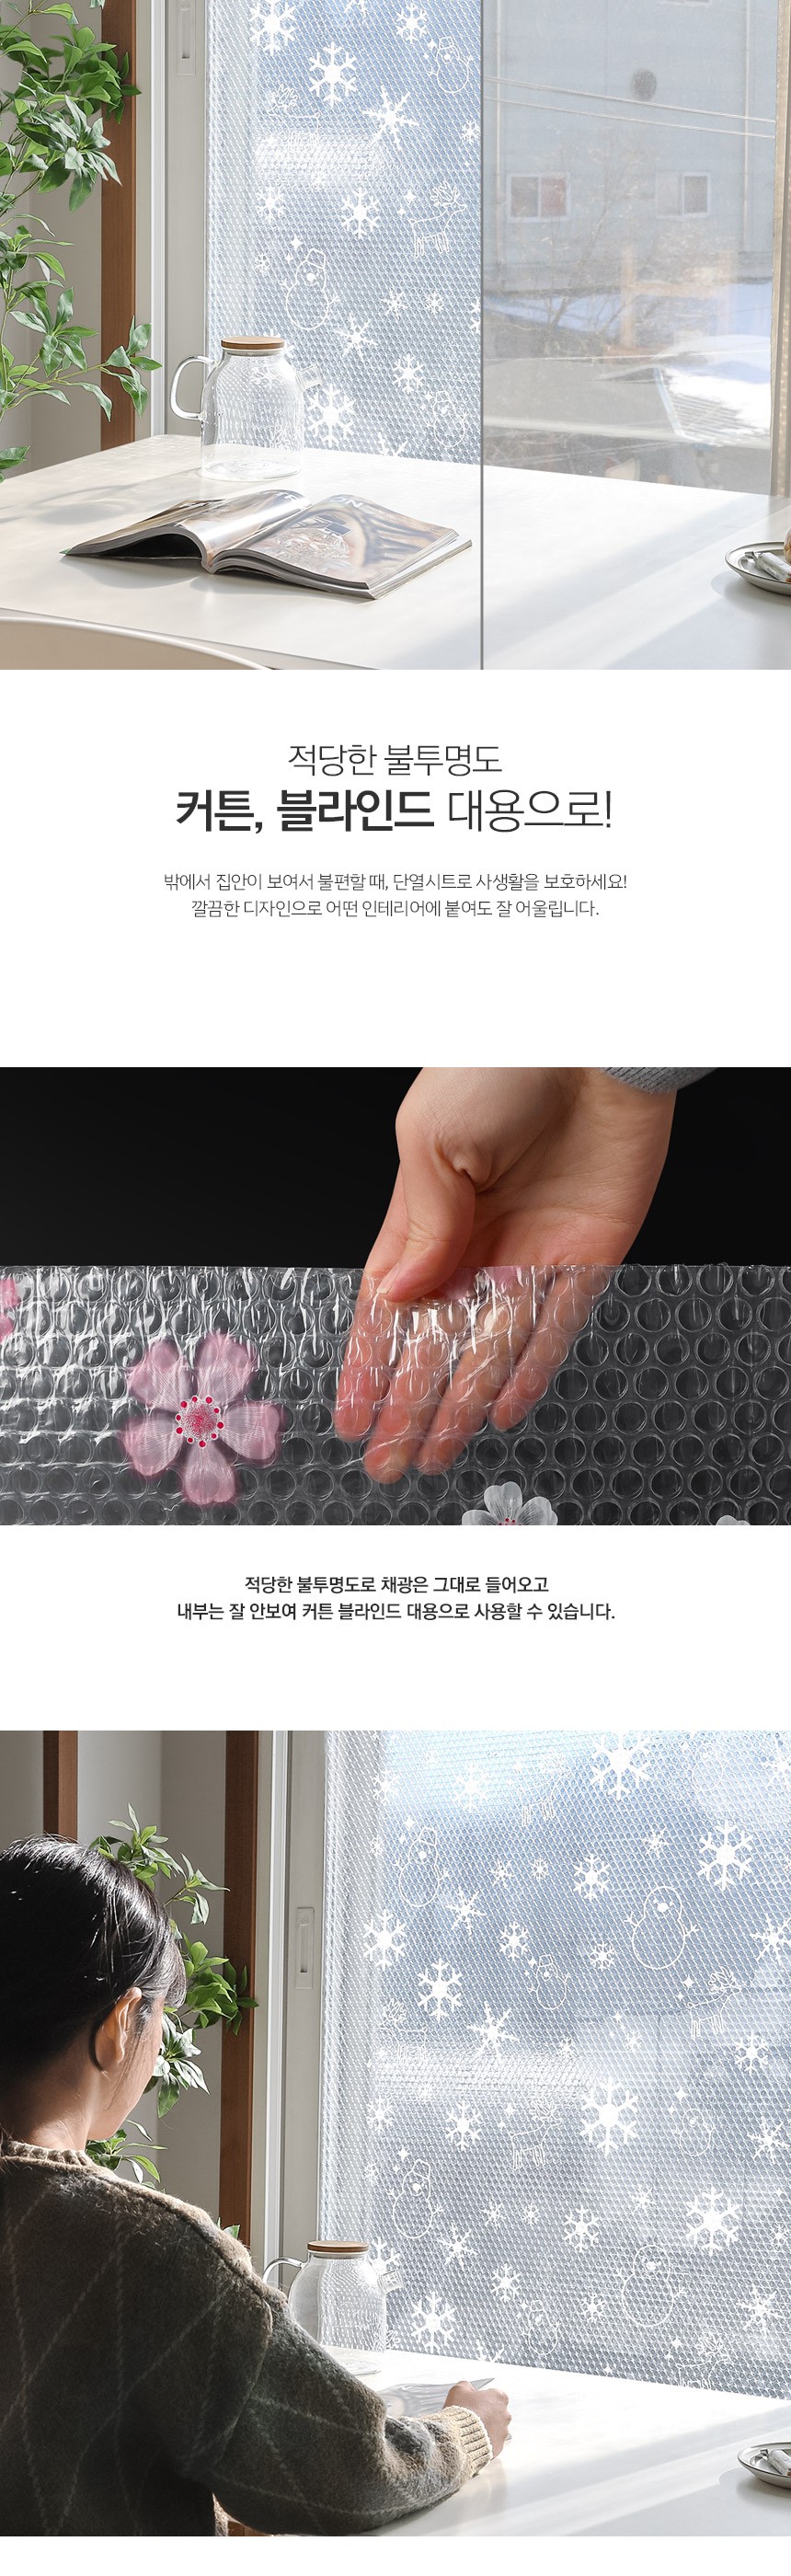 적당한 불투명도
커튼, 블라인드 대용으로!
밖에서 집안이 보여서 불편할 때, 단열시트로 사생활을 보호하세요!
깔끔한 디자인으로 어떤 인테리어에 붙여도 잘 어울립니다.
적당한 불투명도로 채광은 그대로 들어오고
내부는 잘 안보여 커튼 블라인드 대용으로 사용할 수 있습니다.